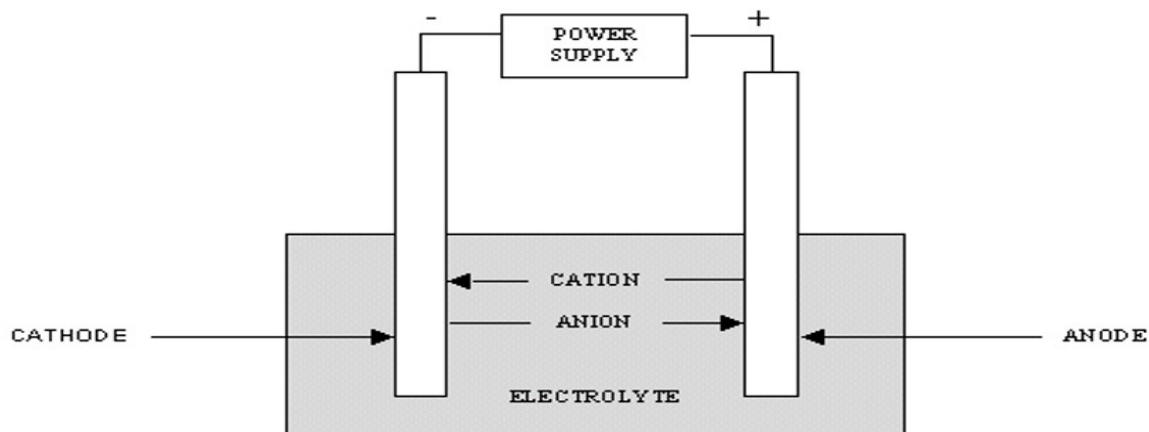 - +
POWER
SUPPLY
CATION
ANION
CATHODE
ANODE
ELECTROLYTE